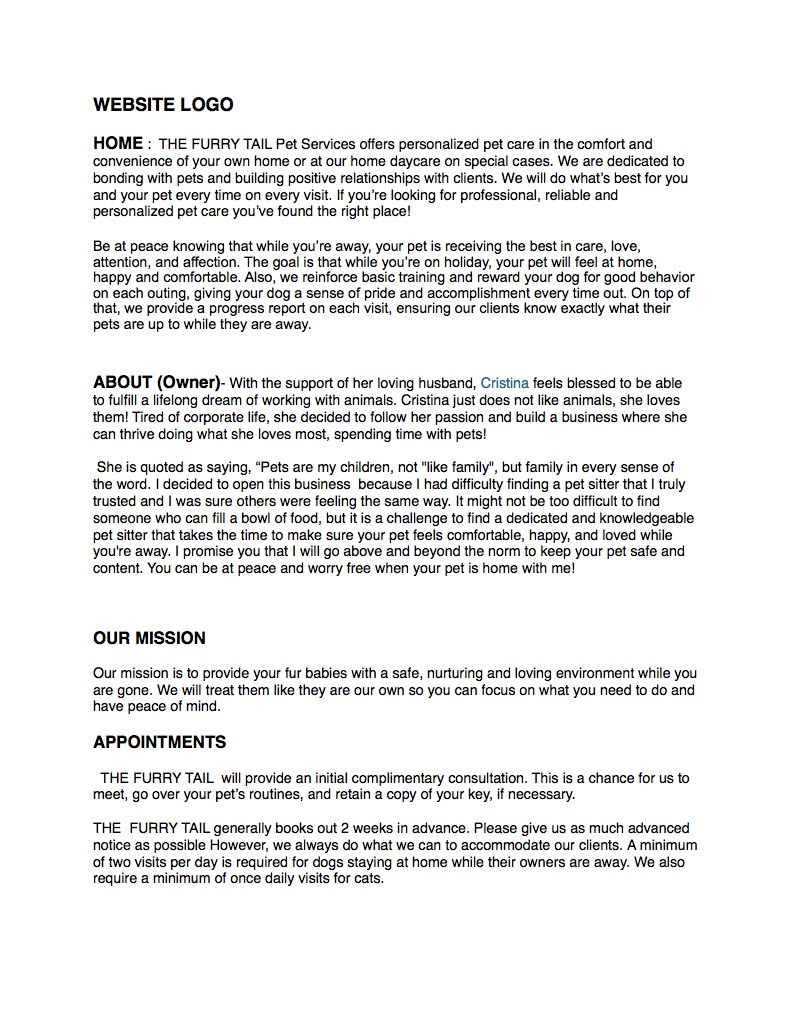 WEBSITE LOGO
HOME :  THE FURRY TAIL Pet Services offers personalized pet care in the comfort and
convenience of your own home or at our home daycare on special cases. We are dedicated to
bonding with pets and building positive relationships with clients. We will do what's best for you
and your pet every time on every visit. If you're looking for professional, reliable and
personalized pet care you've found the right place!
Be at peace knowing that while you're away, your pet is receiving the best in care, love,
attention, and affection. The goal is that while you're on holiday, your pet will feel at home,
happy and comfortable. Also, we reinforce basic training and reward your dog for good behavior
on each outing, giving your dog a sense of pride and accomplishment every time out. On top of
that, we provide a progress report on each visit, ensuring our clients know exactly what their
pets are up to while they are away.
ABOUT (Owner)- With the support of her loving husband, Cristina feels blessed to be able
to fulfill a lifelong dream of working with animals. Cristina just does not like animals, she loves
them! Tired of corporate life, she decided to follow her passion and build a business where she
can thrive doing what she loves most, spending time with pets!
She is quoted as saying, “Pets are my children, not "like family", but family in every sense of
the word. I decided to open this business  because I had difficulty finding a pet sitter that I truly
trusted and I was sure others were feeling the same way. It might not be too difficult to find
someone who can fill a bowl of food, but it is a challenge to find a dedicated and knowledgeable
pet sitter that takes the time to make sure your pet feels comfortable, happy, and loved while
you're away. I promise you that I will go above and beyond the norm to keep your pet safe and
content. You can be at peace and worry free when your pet is home with me!
OUR MISSION
Our mission is to provide your fur babies with a safe, nurturing and loving environment while you
are gone. We will treat them like they are our own so you can focus on what you need to do and
have peace of mind.
APPOINTMENTS
THE FURRY TAIL  will provide an initial complimentary consultation. This is a chance for us to
meet, go over your pet's routines, and retain a copy of your key, if necessary.
THE  FURRY TAIL generally books out 2 weeks in advance. Please give us as much advanced
notice as possible However, we always do what we can to accommodate our clients. A minimum
of two visits per day is required for dogs staying at home while their owners are away. We also
require a minimum of once daily visits for cats.